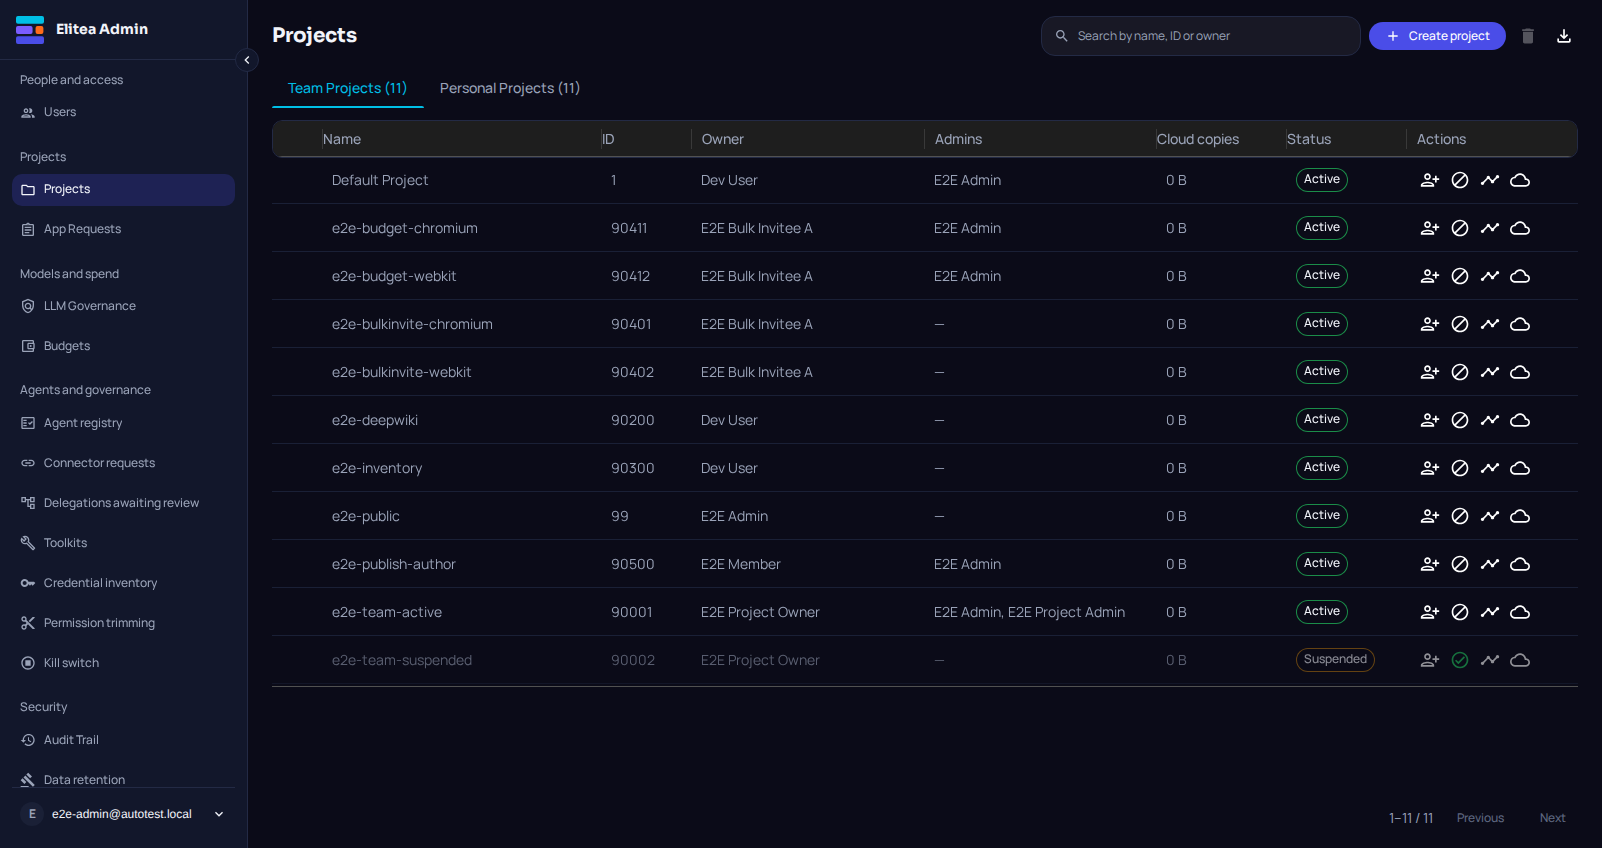 Elitea Admin
People and access
Users
Projects
Projects
App Requests
Models and spend
LLM Governance
Budgets
Agents and governance
Agent registry
Connector requests
Delegations awaiting review
Toolkits
Credential inventory
Permission trimming
Kill switch
Security
Audit Trail
Data retention
E e2e-admin@autotest.local
Projects
Search by name, ID or owner
Create project
Team Projects (11) Personal Projects (11)
Name ID Owner Admins Cloud copies Status Actions
Default Project 1 Dev User E2E Admin 0 B Active
e2e-budget-chromium 90411 E2E Bulk Invitee A E2E Admin 0 B Active
e2e-budget-webkit 90412 E2E Bulk Invitee A E2E Admin 0 B Active
e2e-bulkinvite-chromium 90401 E2E Bulk Invitee A — 0 B Active
e2e-bulkinvite-webkit 90402 E2E Bulk Invitee A — 0 B Active
e2e-deepwiki 90200 Dev User — 0 B Active
e2e-inventory 90300 Dev User — 0 B Active
e2e-public 99 E2E Admin — 0 B Active
e2e-publish-author 90500 E2E Member E2E Admin 0 B Active
e2e-team-active 90001 E2E Project Owner E2E Admin, E2E Project Admin 0 B Active
e2e-team-suspended 90002 E2E Project Owner — 0 B Suspended
1–11 / 11 Previous Next